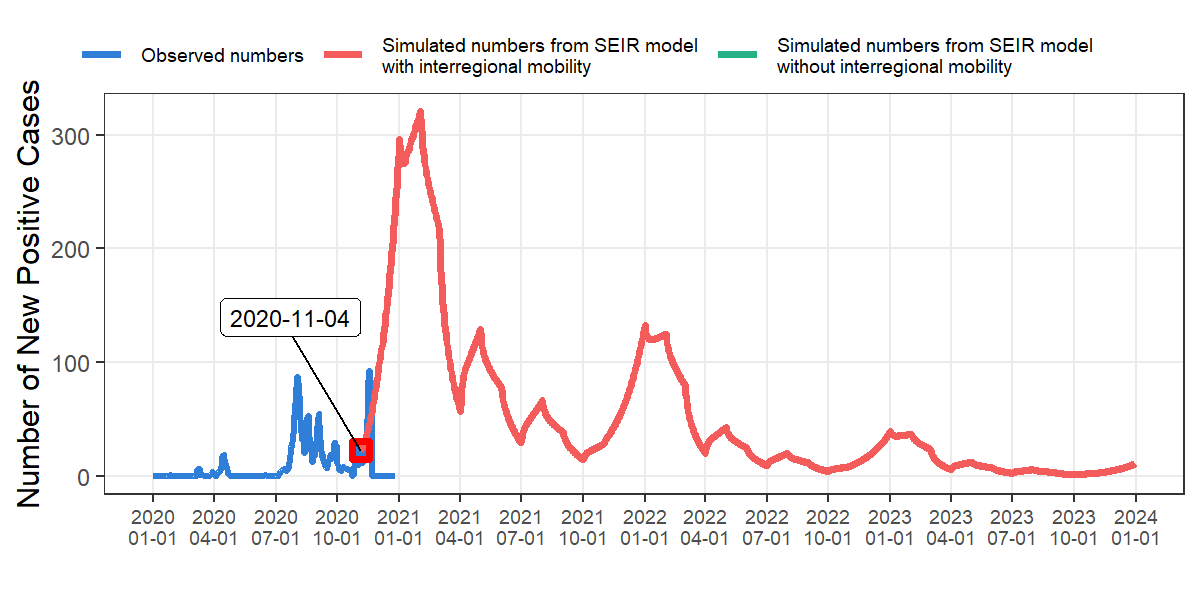 Observed numbers
Simulated numbers from SEIR model
with interregional mobility
Simulated numbers from SEIR model
without interregional mobility
Number of New Positive Cases
300
200
100
0
2020-11-04
2020 2020 2020 2020 2021 2021 2021 2021 2022 2022 2022 2022 2023 2023 2023 2023 2024
01-01 04-01 07-01 10-01 01-01 04-01 07-01 10-01 01-01 04-01 07-01 10-01 01-01 04-01 07-01 10-01 01-01